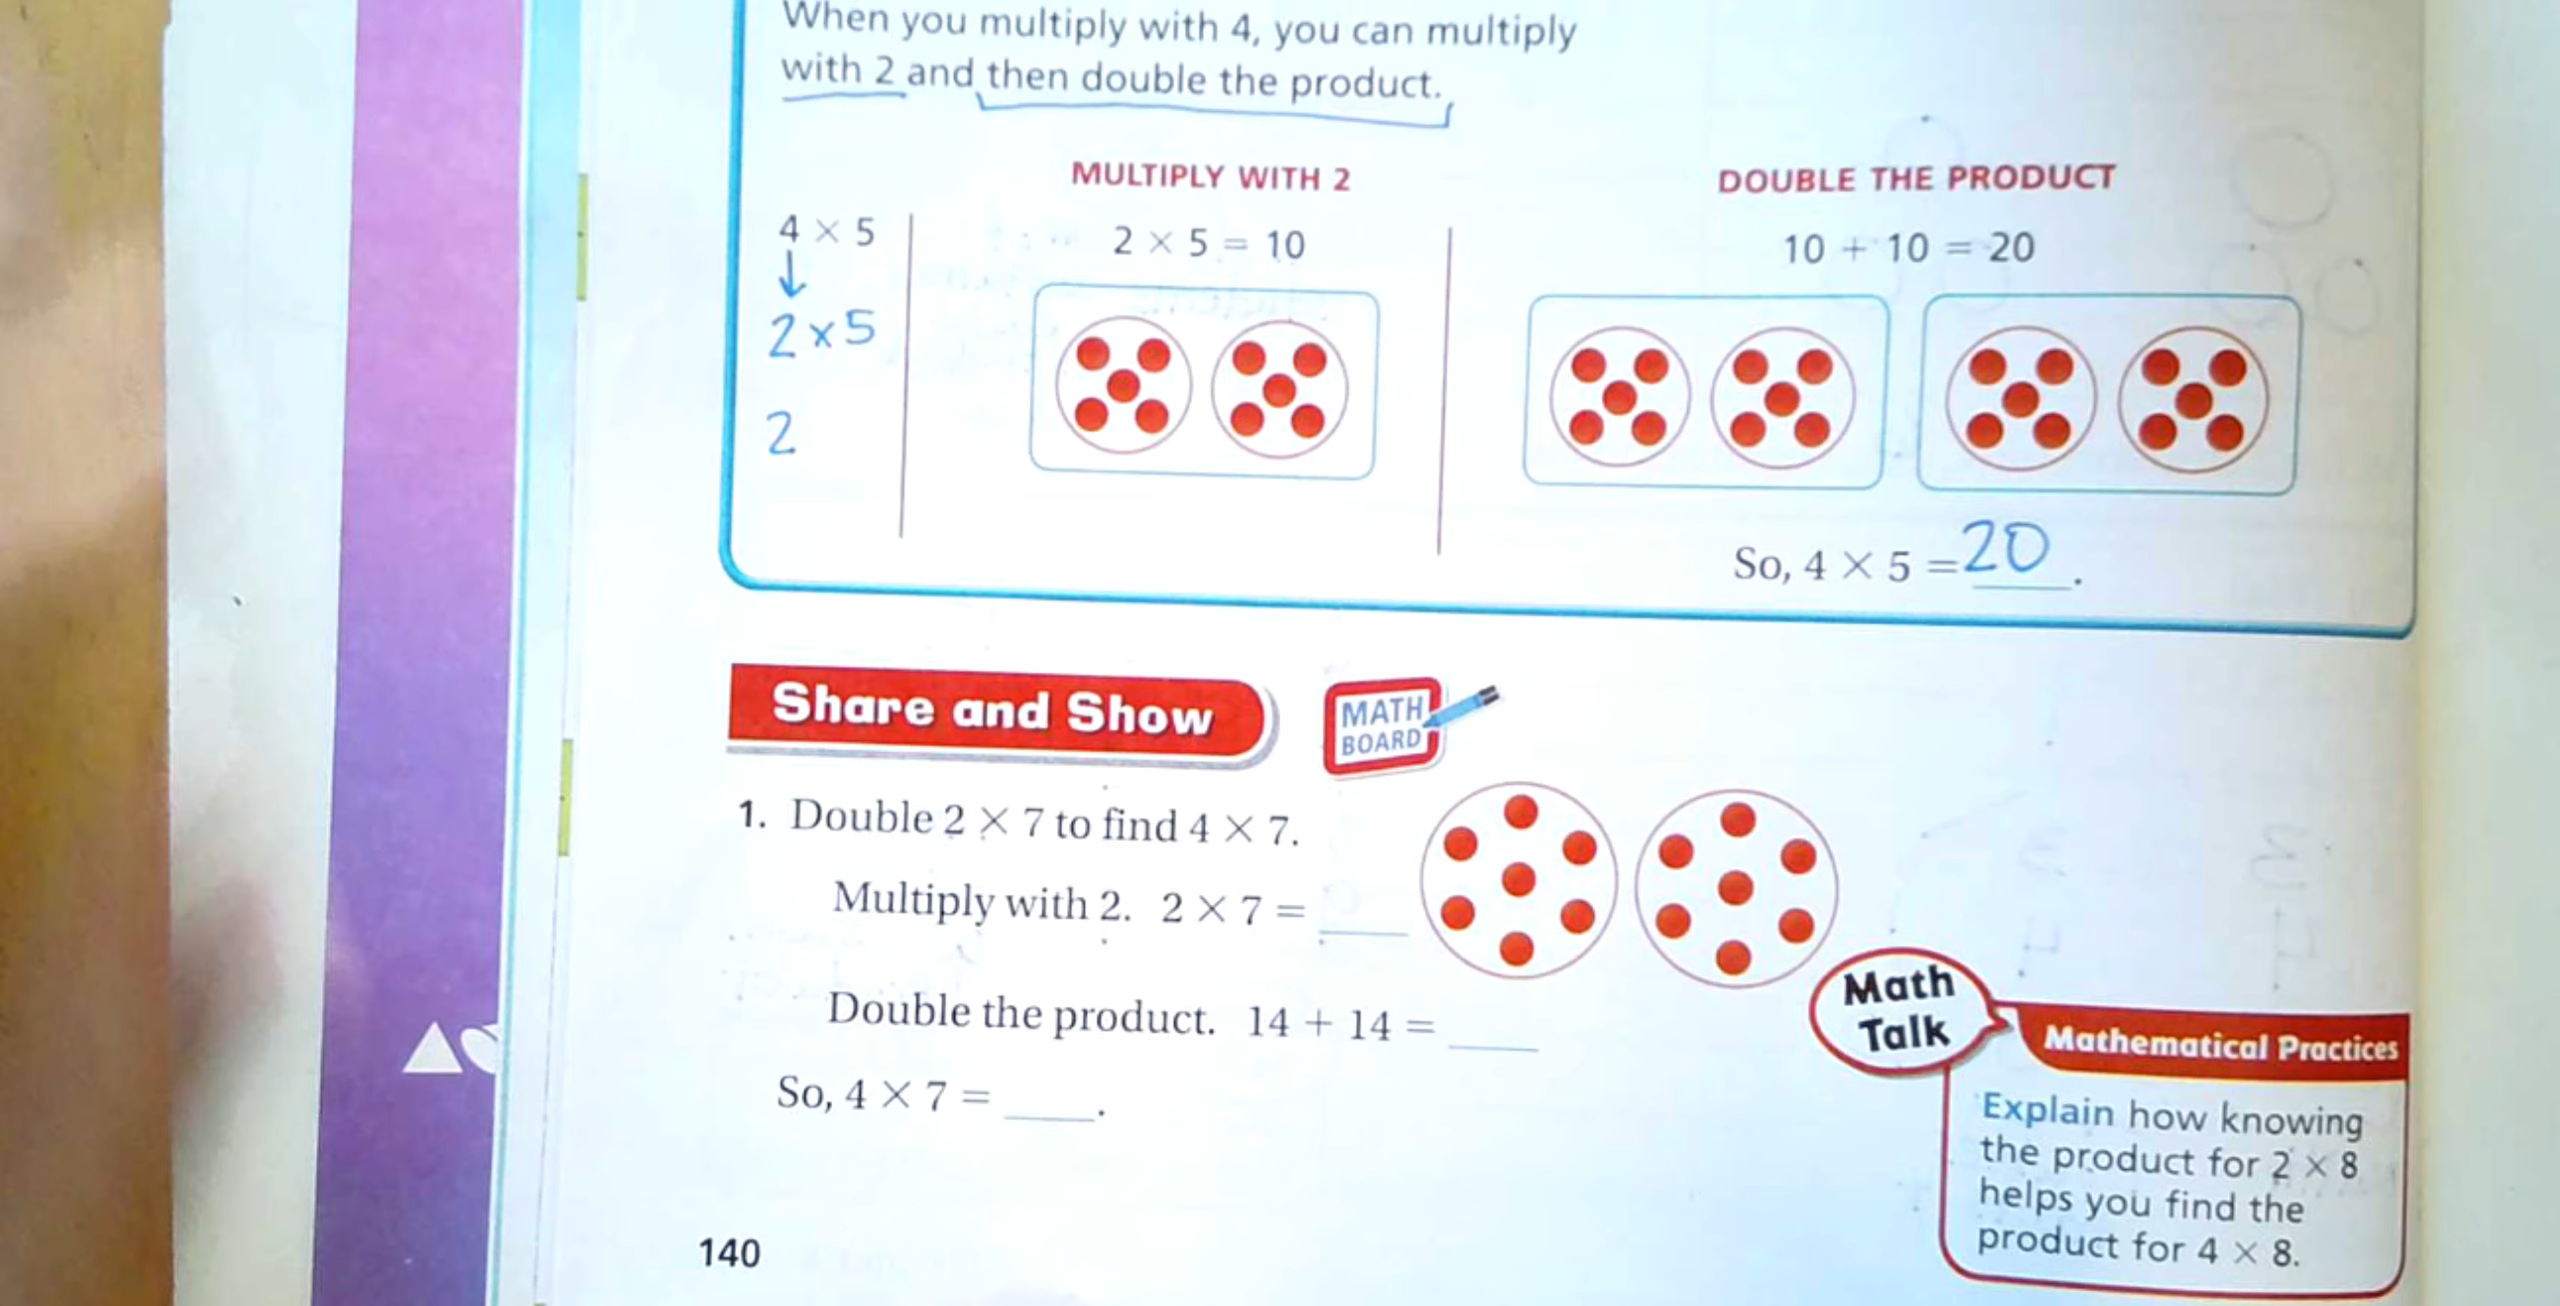 When you multiply with 4, you can multiply
with 2 and then double the product.
MULTIPLY WITH 2
DOUBLE THE PRODUCT
4 × 5
2 × 5 = 10
10 + 10 = 20
2x5
2
So, 4 × 5 = 20.
Share and Show
MATH
BOARD
1. Double 2 × 7 to find 4 × 7.
Multiply with 2. 2 × 7 = ___
Double the product. 14 + 14 = ___
So, 4 × 7 = ___.
Math
Talk
Mathematical Practices
Explain how knowing
the product for 2 × 8
helps you find the
product for 4 × 8.
140